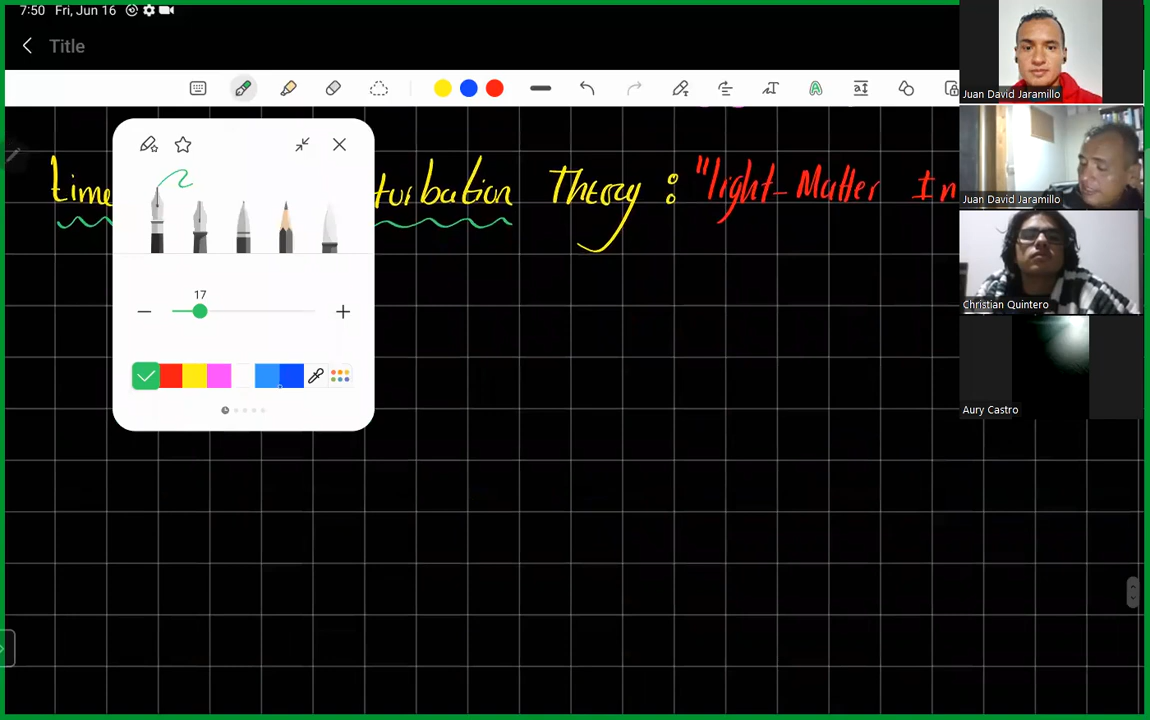 7:50 Fri, Jun 16
Title
time turbation Theory : "light-Matter In
17
Juan David Jaramillo
Juan David Jaramillo
Christian Quintero
Aury Castro